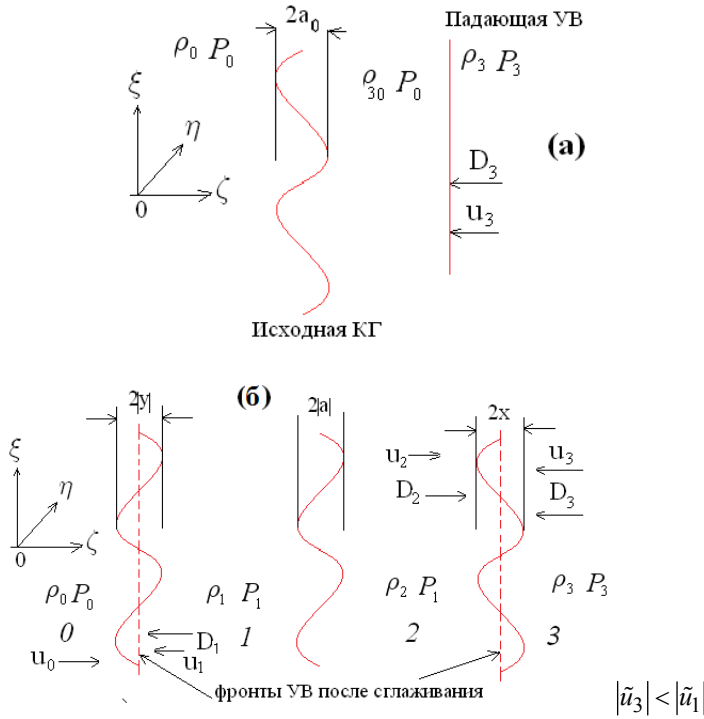 Падающая УВ
2a₀
ρ₀ P₀
ρ₃₀ P₀
ρ₃ P₃
ξ
η
ζ
0
(а)
D₃
u₃
Исходная КГ
2|y|
(б)
2|a|
2x
ξ
η
ζ
0
u₂
D₂
u₃
D₃
ρ₀P₀
ρ₁ P₁
ρ₂ P₁
ρ₃ P₃
0
D₁
1
2
3
u₀
u₁
фронты УВ после сглаживания
|ũ₃| < |ũ₁|